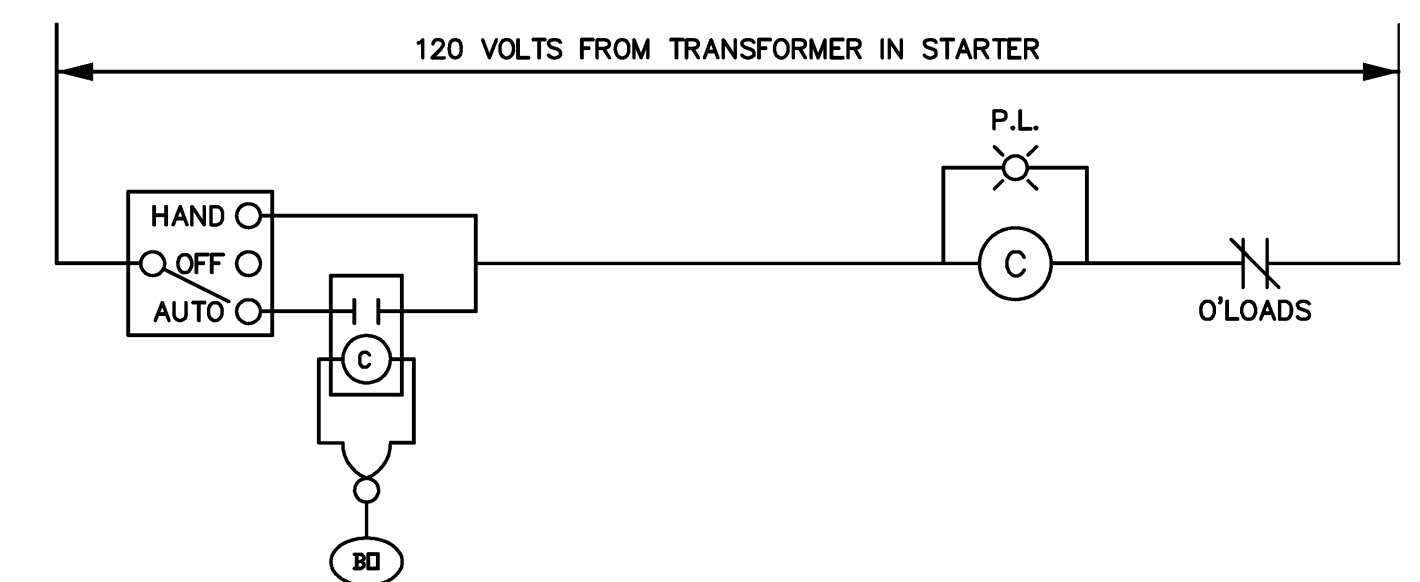 120 VOLTS FROM TRANSFORMER IN STARTER
P.L.
HAND
OFF
C
AUTO
O'LOADS
C
BO